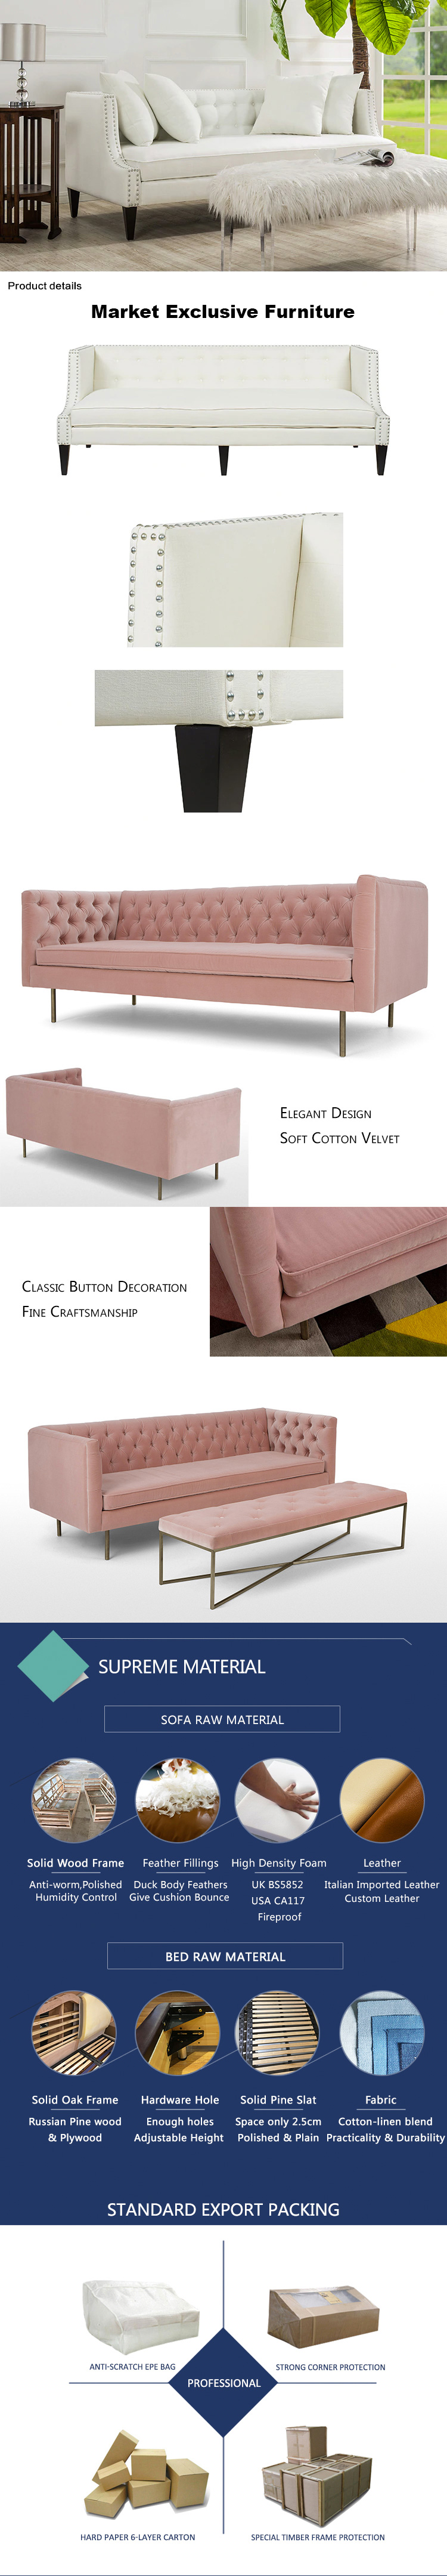 Product details
Market Exclusive Furniture
ELEGANT DESIGN
SOFT COTTON VELVET
CLASSIC BUTTON DECORATION
FINE CRAFTSMANSHIP
SUPREME MATERIAL
SOFA RAW MATERIAL
Solid Wood Frame
Anti-worm,Polished
Humidity Control
Feather Fillings
Duck Body Feathers
Give Cushion Bounce
High Density Foam
UK BS5852
USA CA117
Fireproof
Leather
Italian Imported Leather
Custom Leather
BED RAW MATERIAL
Solid Oak Frame
Russian Pine wood
& Plywood
Hardware Hole
Enough holes
Adjustable Height
Solid Pine Slat
Space only 2.5cm
Polished & Plain
Fabric
Cotton-linen blend
Practicality & Durability
STANDARD EXPORT PACKING
ANTI-SCRATCH EPE BAG
STRONG CORNER PROTECTION
PROFESSIONAL
HARD PAPER 6-LAYER CARTON
SPECIAL TIMBER FRAME PROTECTION